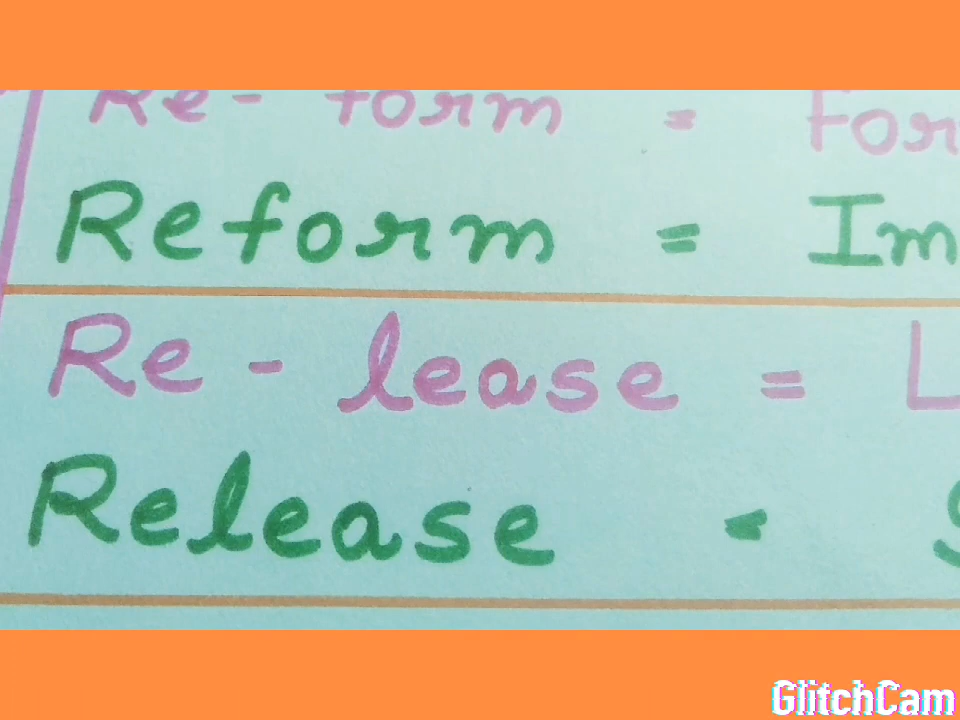 Re-form = For
Reform = Im
Re-lease = L
Release = S
GlitchCam